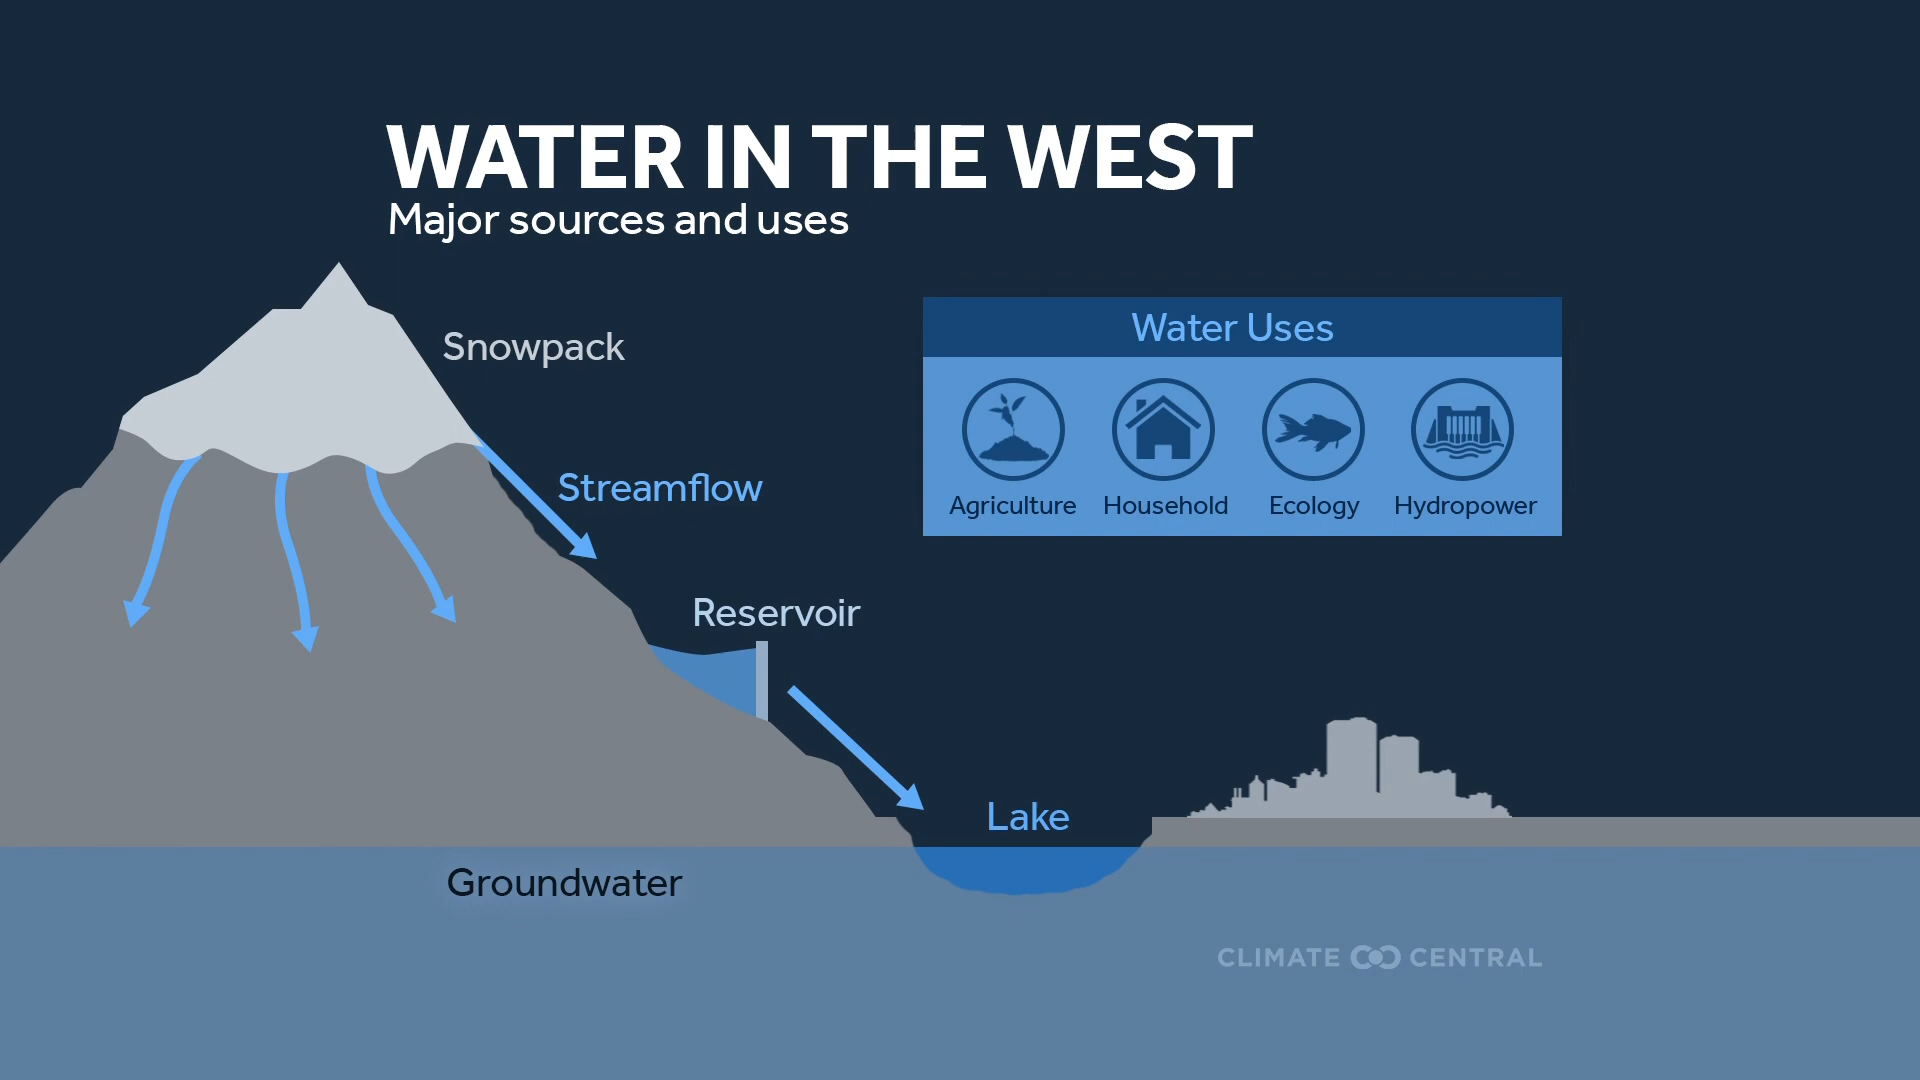 WATER IN THE WEST
Major sources and uses
Snowpack
Water Uses
Streamflow
Agriculture
Household
Ecology
Hydropower
Reservoir
Lake
Groundwater
CLIMATE CENTRAL